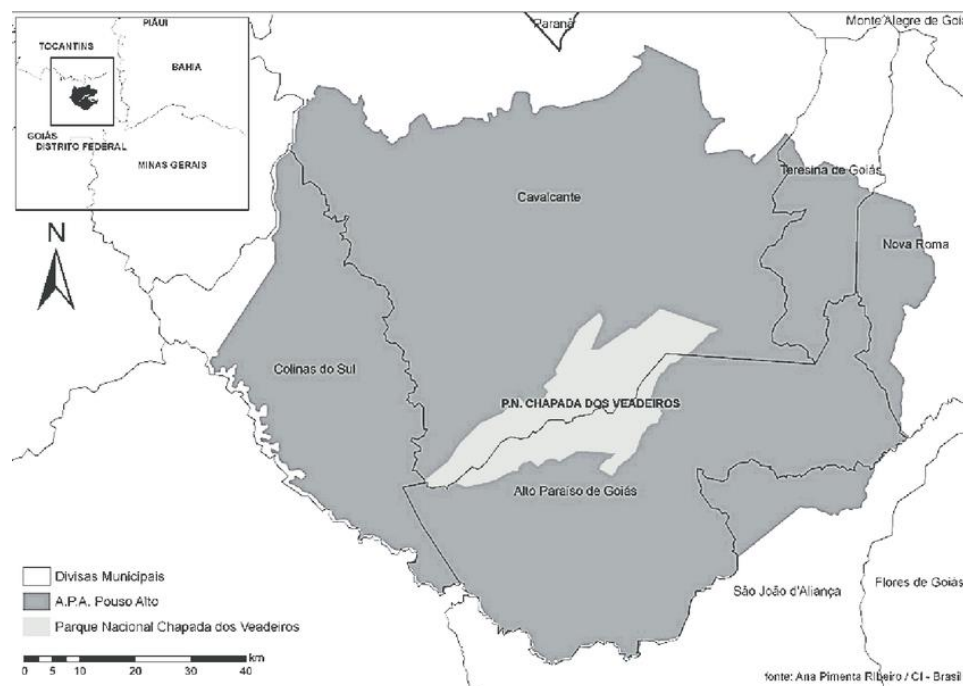 PIÂUI
TOCANTINS
BAHIA
GOIÁS
DISTRITO FEDERAL
MINAS GERAIS
Paranã
Monte Alegre de Goiá
Teresina de Goiás
Cavalcante
Nova Roma
Colinas do Sul
P.N. CHAPADA DOS VEADEIROS
Alto Paraíso de Goiás
São João d'Aliança
Flores de Goiás
N
Divisas Municipais
A.P.A. Pouso Alto
Parque Nacional Chapada dos Veadeiros
km
0 5 10 20 30 40
fonte: Ana Pimenta Ribeiro / CI - Brasil